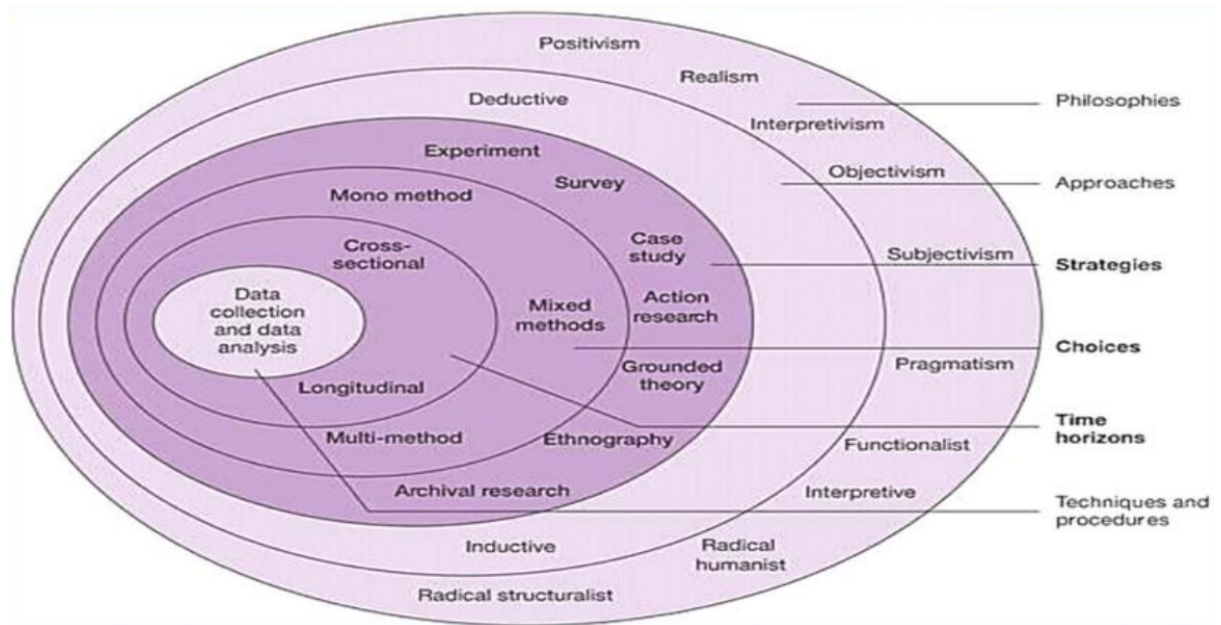 Positivism
Realism
Philosophies
Deductive
Interpretivism
Experiment
Objectivism
Approaches
Survey
Mono method
Case
study
Cross-
sectional
Subjectivism
Strategies
Data
collection
and data
analysis
Mixed
methods
Action
research
Choices
Grounded
theory
Pragmatism
Longitudinal
Time
horizons
Multi-method
Ethnography
Functionalist
Archival research
Interpretive
Techniques and
procedures
Inductive
Radical
humanist
Radical structuralist